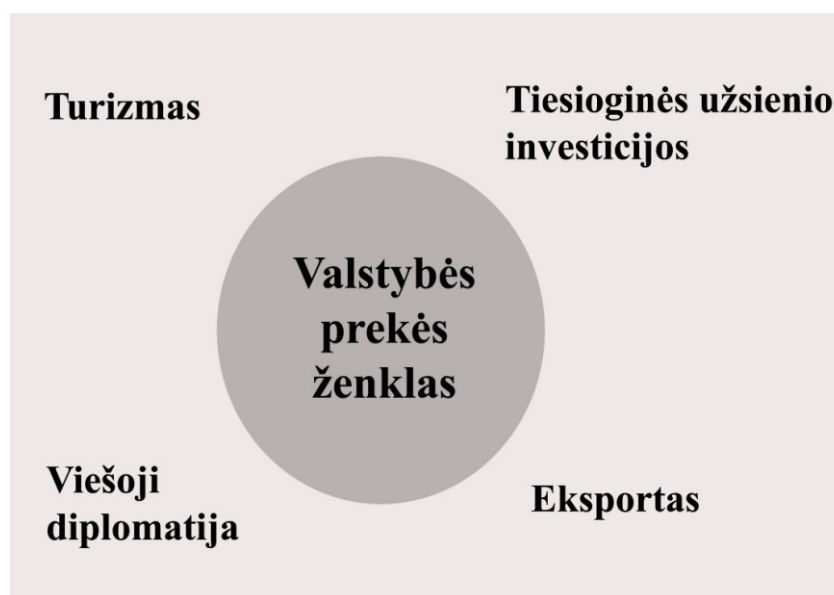 Turizmas
Tiesioginės užsienio
investicijos
Valstybės
prekės
ženklas
Viešoji
diplomatija
Eksportas